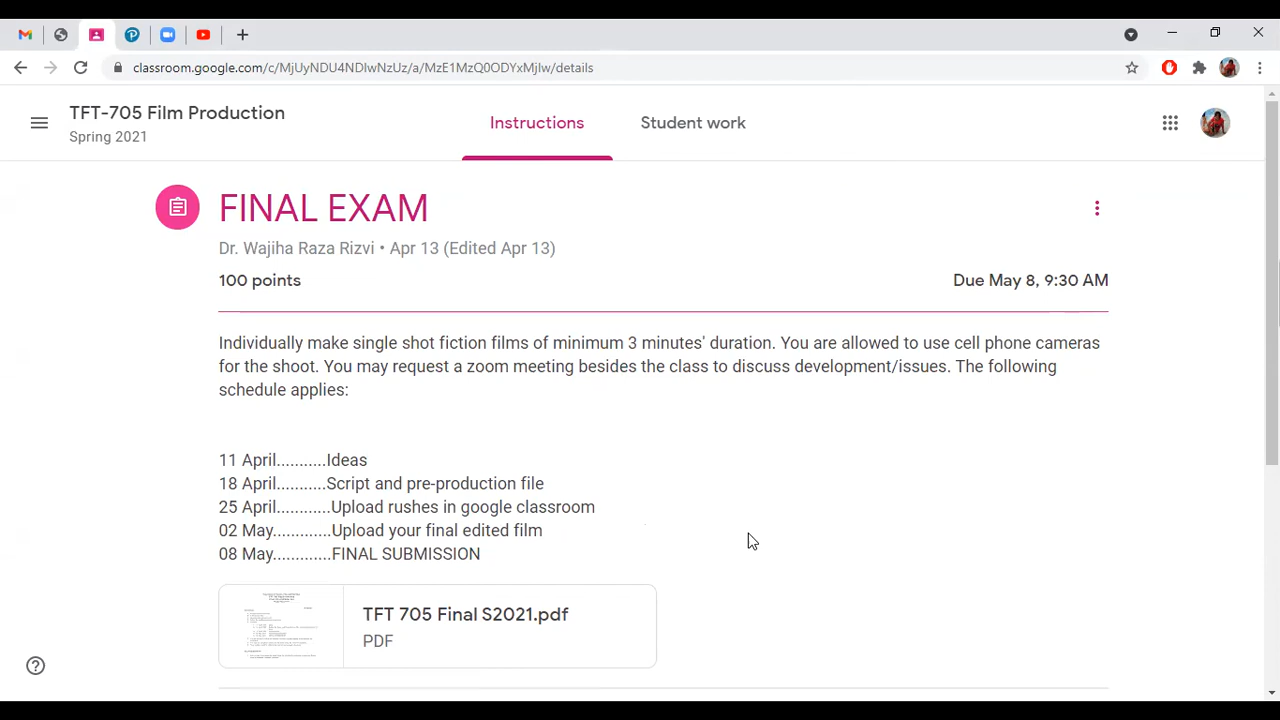 classroom.google.com/c/MjUyNDU4NDIwNzUz/a/MzE1MzQ0ODYxMjIw/details
TFT-705 Film Production
Spring 2021
Instructions
Student work
FINAL EXAM
Dr. Wajiha Raza Rizvi • Apr 13 (Edited Apr 13)
100 points
Due May 8, 9:30 AM
Individually make single shot fiction films of minimum 3 minutes' duration. You are allowed to use cell phone cameras
for the shoot. You may request a zoom meeting besides the class to discuss development/issues. The following
schedule applies:
11 April...........Ideas
18 April...........Script and pre-production file
25 April............Upload rushes in google classroom
02 May.............Upload your final edited film
08 May.............FINAL SUBMISSION
TFT 705 Final S2021.pdf
PDF